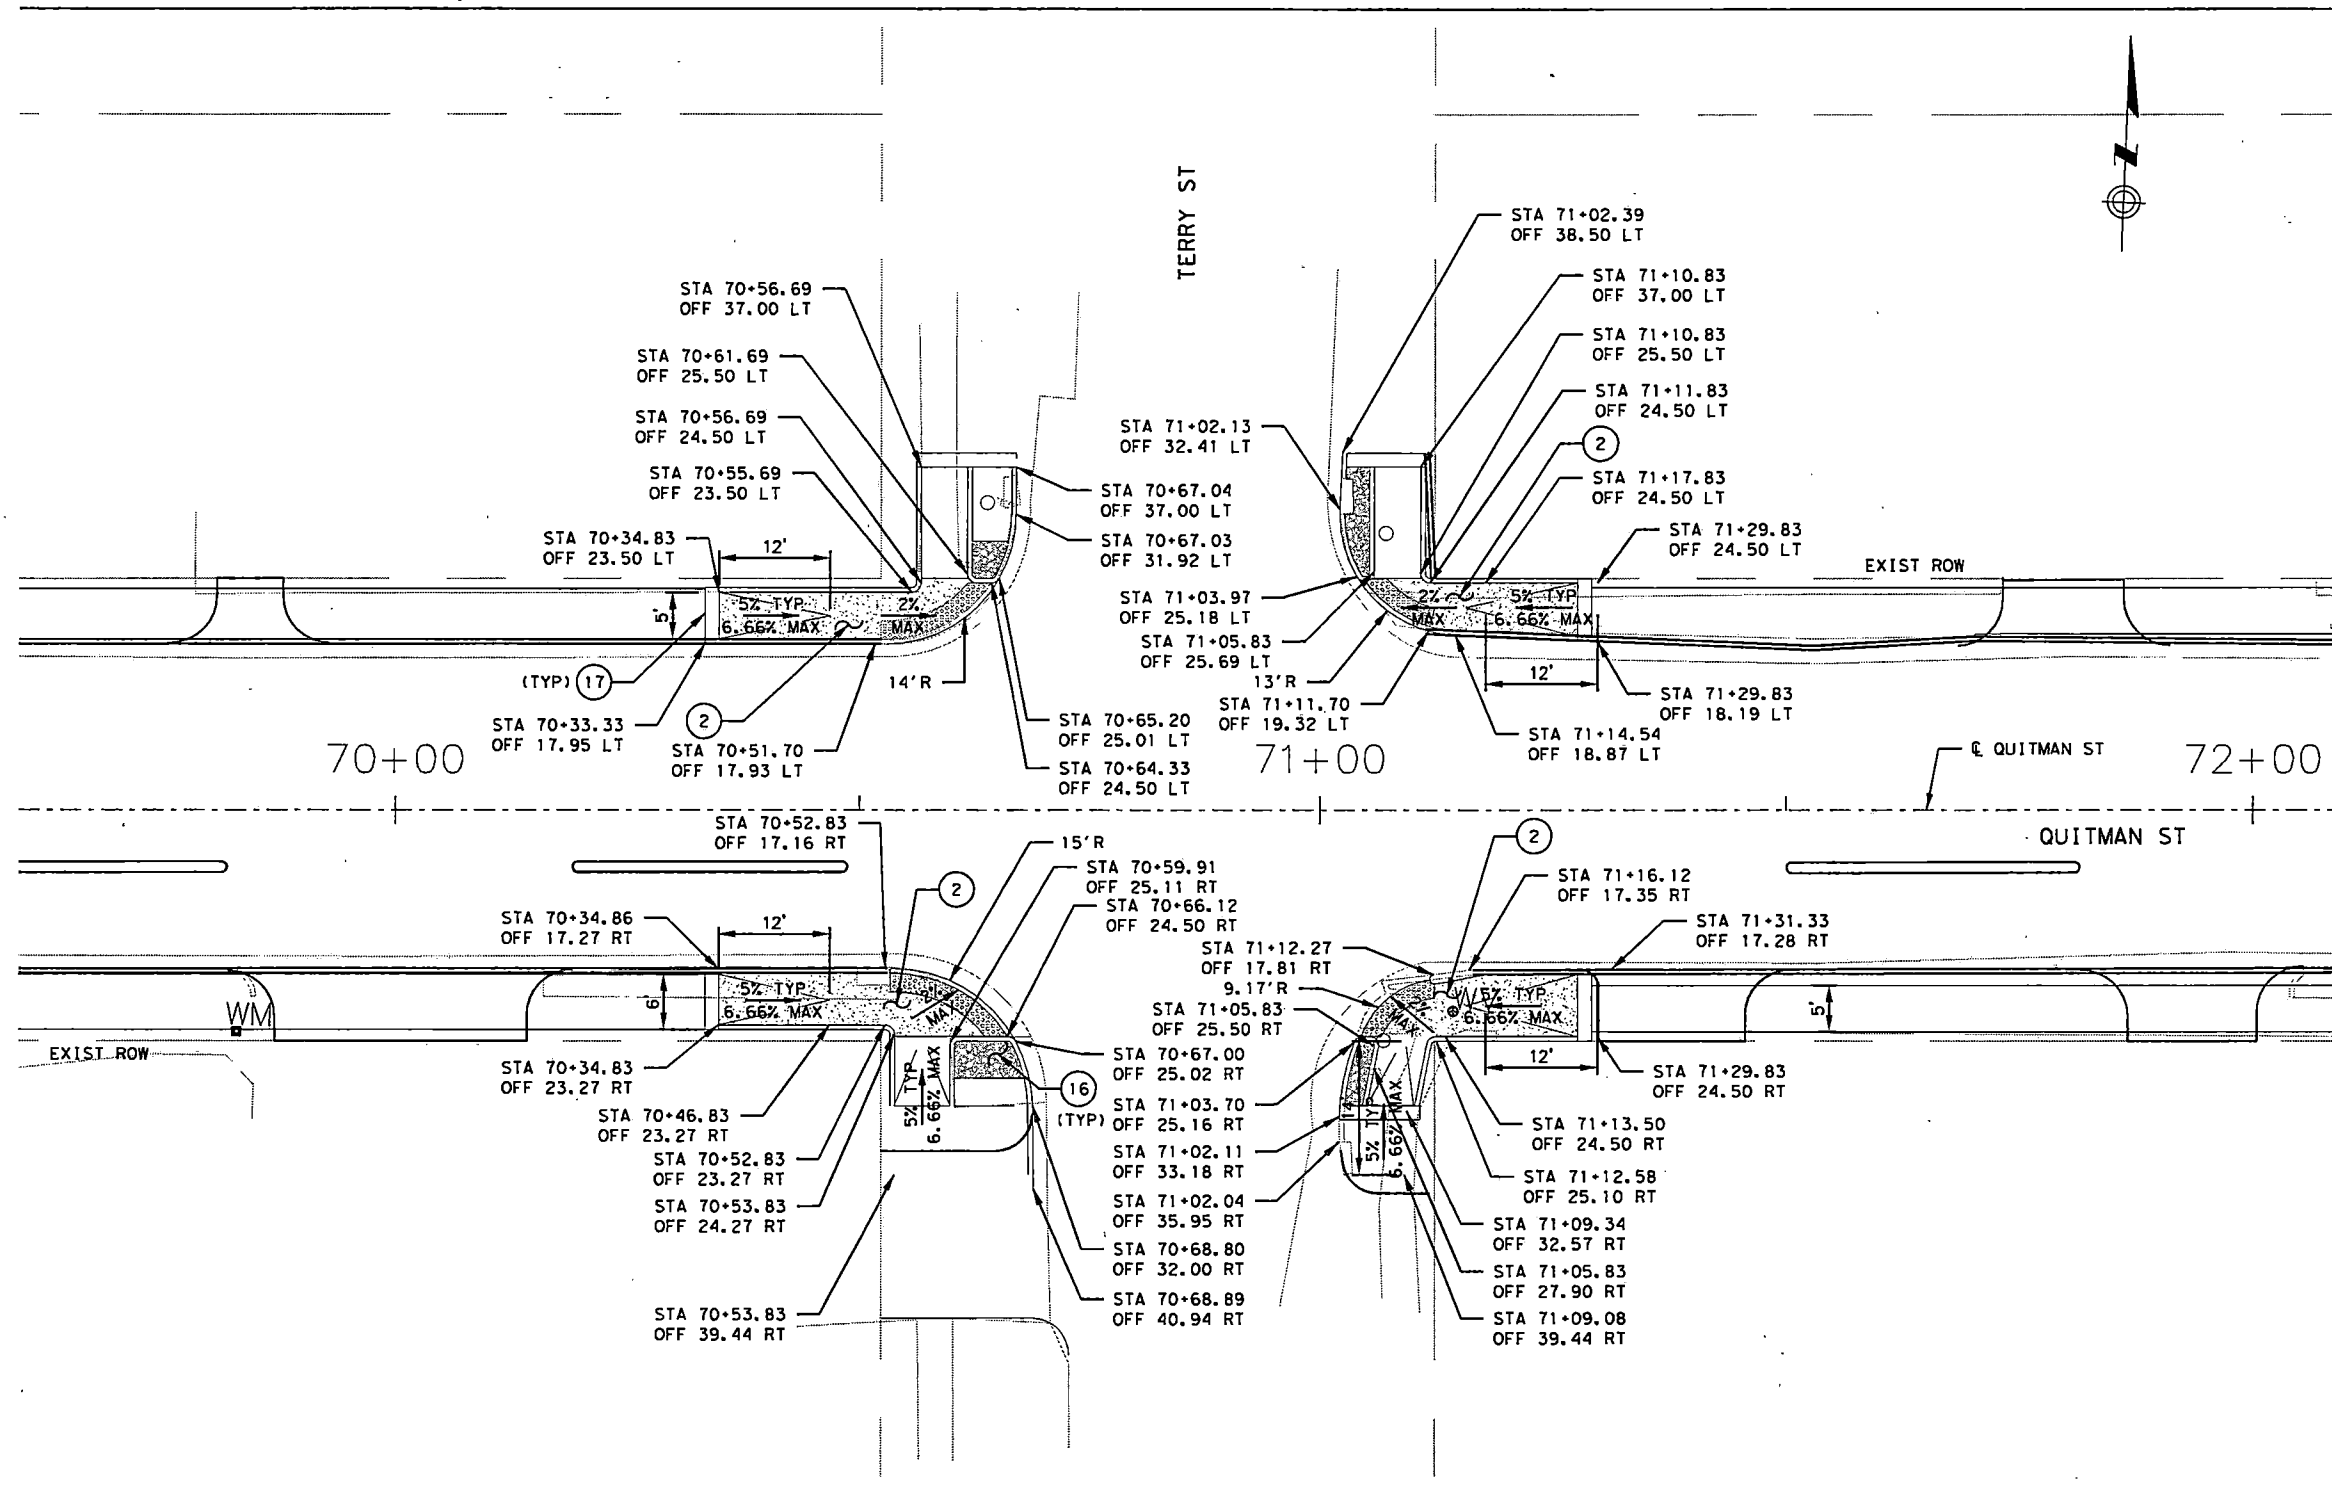 TERRY ST
N
STA 71+02.39
OFF 38.50 LT
STA 70+56.69
OFF 37.00 LT
STA 71+10.83
OFF 37.00 LT
STA 70+61.69
OFF 25.50 LT
STA 71+10.83
OFF 25.50 LT
STA 70+56.69
OFF 24.50 LT
STA 71+11.83
OFF 24.50 LT
STA 71+02.13
OFF 32.41 LT
2
STA 70+55.69
OFF 23.50 LT
STA 70+67.04
OFF 37.00 LT
STA 71+17.83
OFF 24.50 LT
STA 70+34.83
OFF 23.50 LT
12'
STA 70+67.03
OFF 31.92 LT
STA 71+29.83
OFF 24.50 LT
EXIST ROW
5'
5% TYP
6.66% MAX
2%
MAX
STA 71+03.97
OFF 25.18 LT
2%
MAX
5% TYP
6.66% MAX
STA 71+05.83
OFF 25.69 LT
(TYP) 17
14'R
13'R
12'
STA 70+33.33
OFF 17.95 LT
2
STA 70+51.70
OFF 17.93 LT
STA 70+65.20
OFF 25.01 LT
STA 71+11.70
OFF 19.32 LT
STA 71+29.83
OFF 18.19 LT
STA 70+64.33
OFF 24.50 LT
STA 71+14.54
OFF 18.87 LT
70+00
71+00
℄ QUITMAN ST
72+00
STA 70+52.83
OFF 17.16 RT
15'R
2
QUITMAN ST
STA 70+59.91
OFF 25.11 RT
2
STA 71+16.12
OFF 17.35 RT
STA 70+34.86
OFF 17.27 RT
12'
STA 70+66.12
OFF 24.50 RT
STA 71+31.33
OFF 17.28 RT
STA 71+12.27
OFF 17.81 RT
9.17'R
6'
5% TYP
6.66% MAX
2%
MAX
STA 71+05.83
OFF 25.50 RT
MAX
5% TYP
6.66% MAX
5'
WM
EXIST ROW
STA 70+34.83
OFF 23.27 RT
5% TYP
6.66% MAX
STA 70+67.00
OFF 25.02 RT
12'
STA 71+29.83
OFF 24.50 RT
16
(TYP)
STA 71+03.70
OFF 25.16 RT
14'
5% TYP
6.66% MAX
STA 70+46.83
OFF 23.27 RT
STA 71+13.50
OFF 24.50 RT
STA 70+52.83
OFF 23.27 RT
STA 71+02.11
OFF 33.18 RT
STA 71+12.58
OFF 25.10 RT
STA 70+53.83
OFF 24.27 RT
STA 71+02.04
OFF 35.95 RT
STA 71+09.34
OFF 32.57 RT
STA 70+68.80
OFF 32.00 RT
STA 71+05.83
OFF 27.90 RT
STA 70+53.83
OFF 39.44 RT
STA 70+68.89
OFF 40.94 RT
STA 71+09.08
OFF 39.44 RT